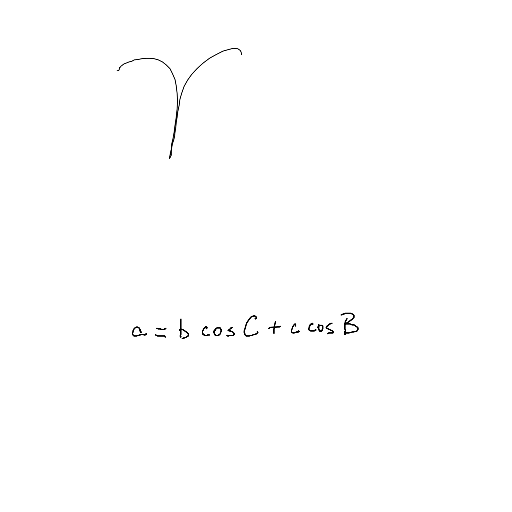 γ
a = b cos C + c cos B